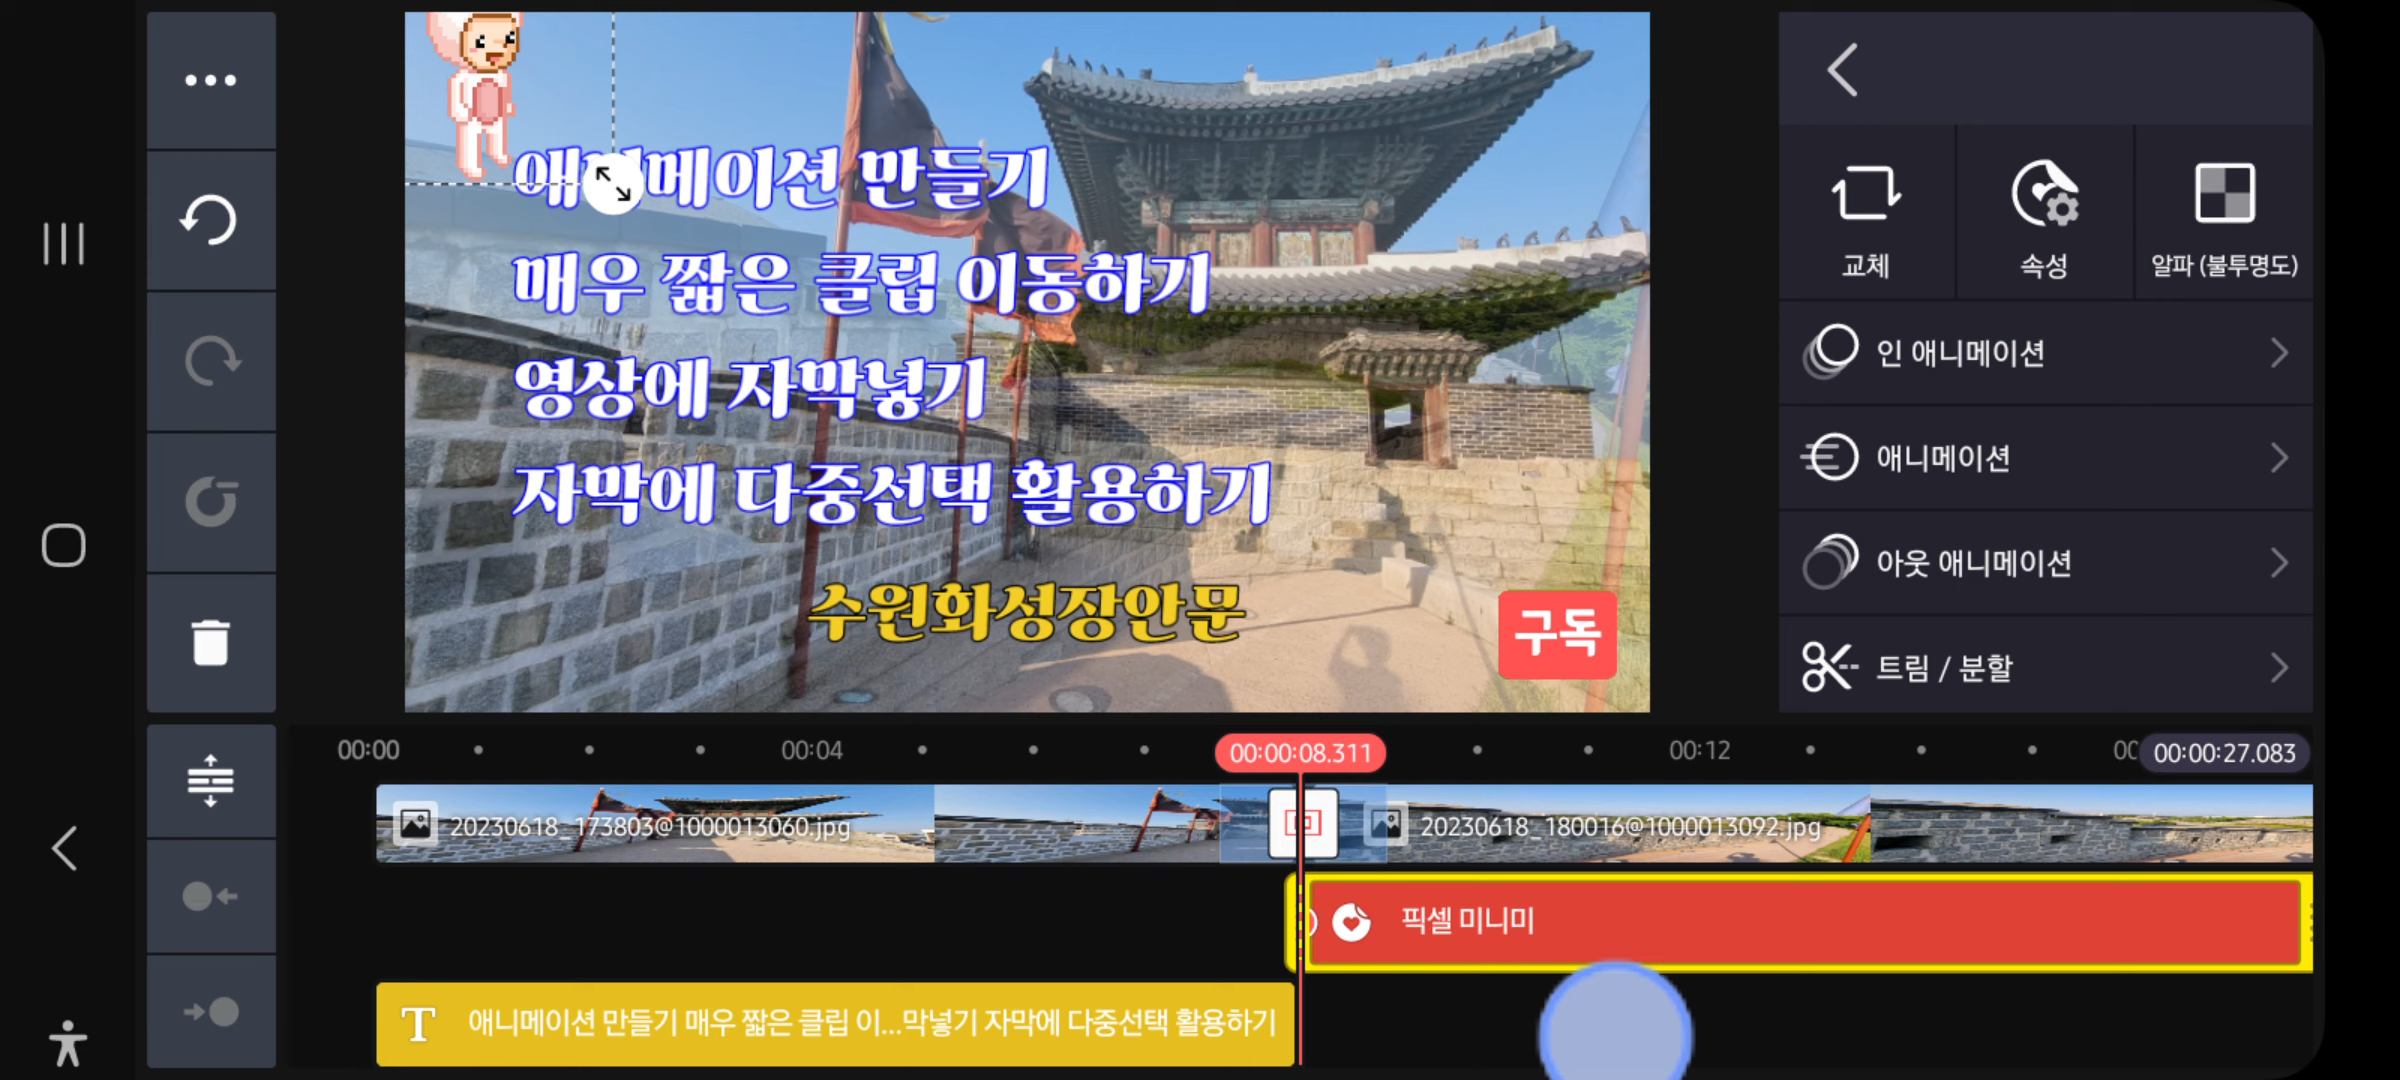 애니메이션 만들기
매우 짧은 클립 이동하기
영상에 자막넣기
자막에 다중선택 활용하기
수원화성장안문
구독
교체
속성
알파 (불투명도)
인 애니메이션
애니메이션
아웃 애니메이션
트림 / 분할
00:00
00:04
00:00:08.311
00:12
00:00:27.083
20230618_173803@1000013060.jpg
20230618_180016@1000013092.jpg
픽셀 미니미
T
애니메이션 만들기 매우 짧은 클립 이...막넣기 자막에 다중선택 활용하기